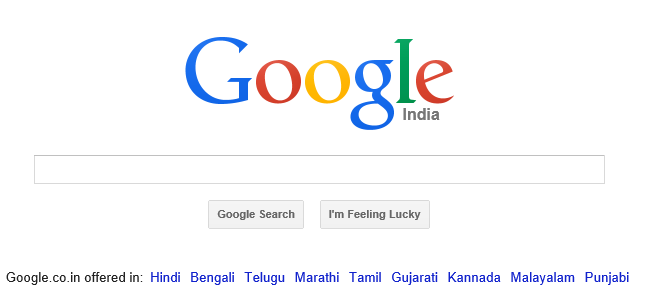 Google
India
Google Search I'm Feeling Lucky
Google.co.in offered in: Hindi Bengali Telugu Marathi Tamil Gujarati Kannada Malayalam Punjabi